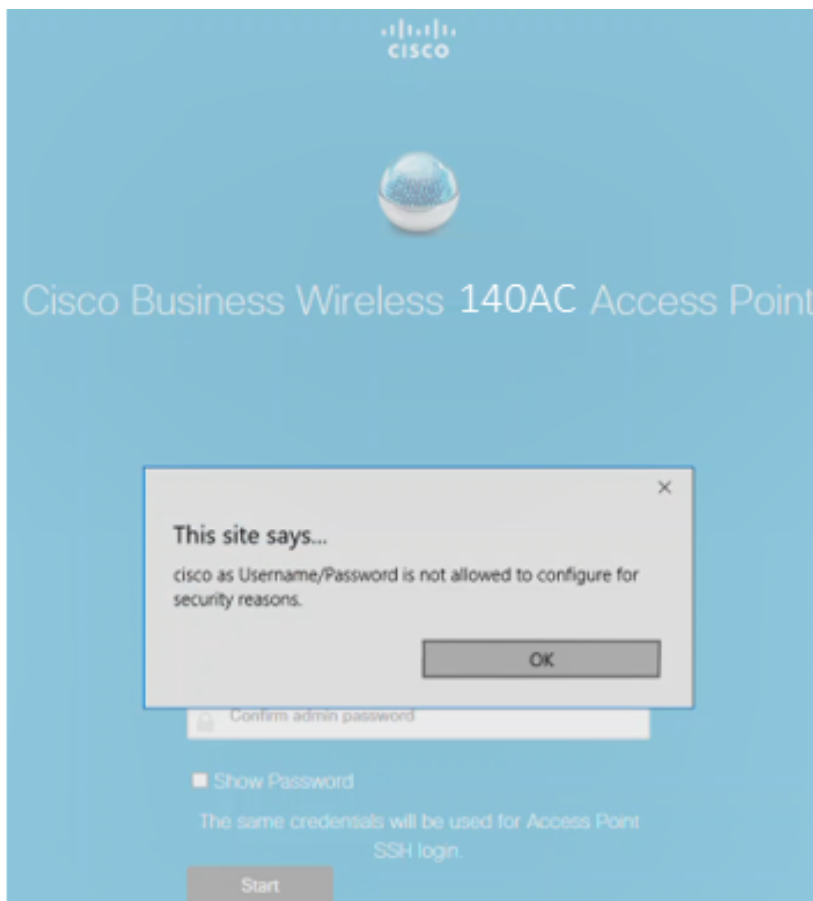 CISCO
Cisco Business Wireless 140AC Access Point
This site says...
cisco as Username/Password is not allowed to configure for
security reasons.
OK
Confirm admin password
Show Password
The same credentials will be used for Access Point
SSH login.
Start